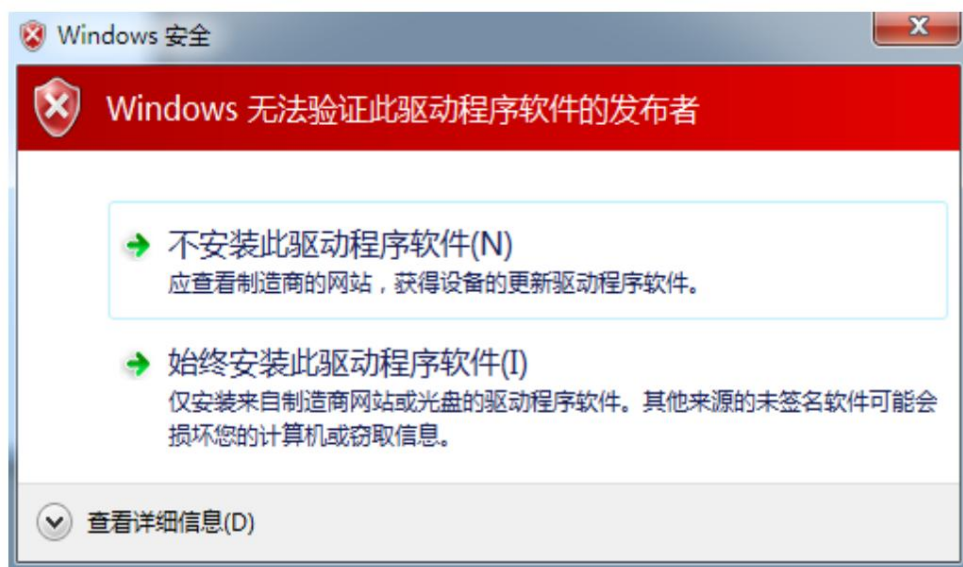 Windows 安全
Windows 无法验证此驱动程序软件的发布者
不安装此驱动程序软件(N)
应查看制造商的网站，获得设备的更新驱动程序软件。
始终安装此驱动程序软件(I)
仅安装来自制造商网站或光盘的驱动程序软件。其他来源的未签名软件可能会
损坏您的计算机或窃取信息。
查看详细信息(D)